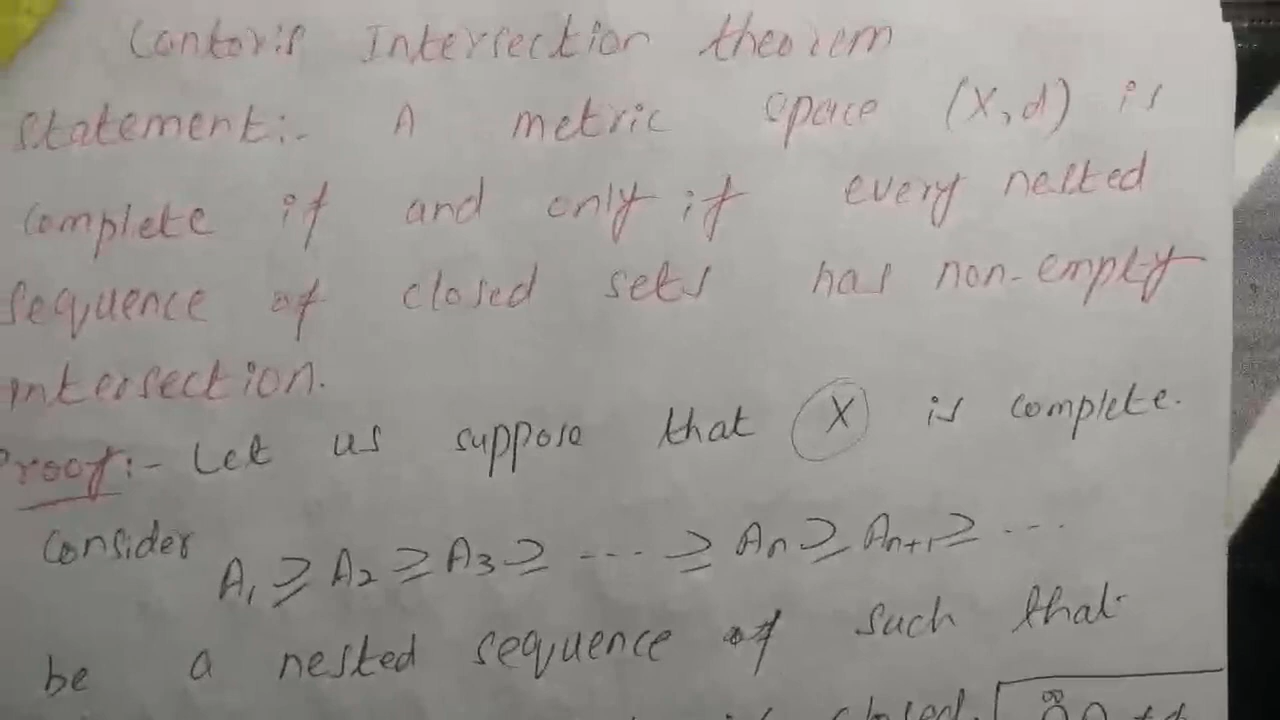 Cantor's Intersection theorem
Statement:- A metric space (X,d) is
complete if and only if every nested
sequence of closed sets has non-empty
intersection.
Proof:- Let us suppose that X is complete.
Consider
A1 ⊇ A2 ⊇ A3 ⊇ --- ⊇ An ⊇ An+1 ⊇ ---
be a nested sequence of such that
closed.